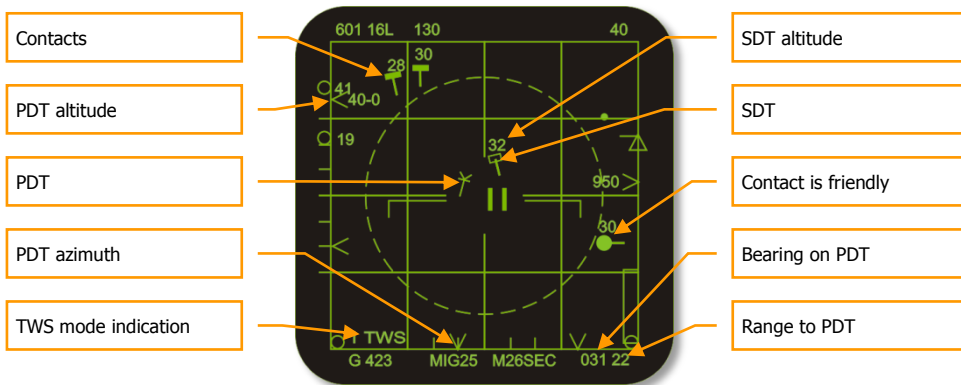 601 16L 130 40
Contacts
SDT altitude
30
28
41
40-0
PDT altitude
SDT
19
32
PDT
950
Contact is friendly
30
PDT azimuth
Bearing on PDT
TWS mode indication
TWS
Range to PDT
G 423 MIG25 M26SEC 031 22